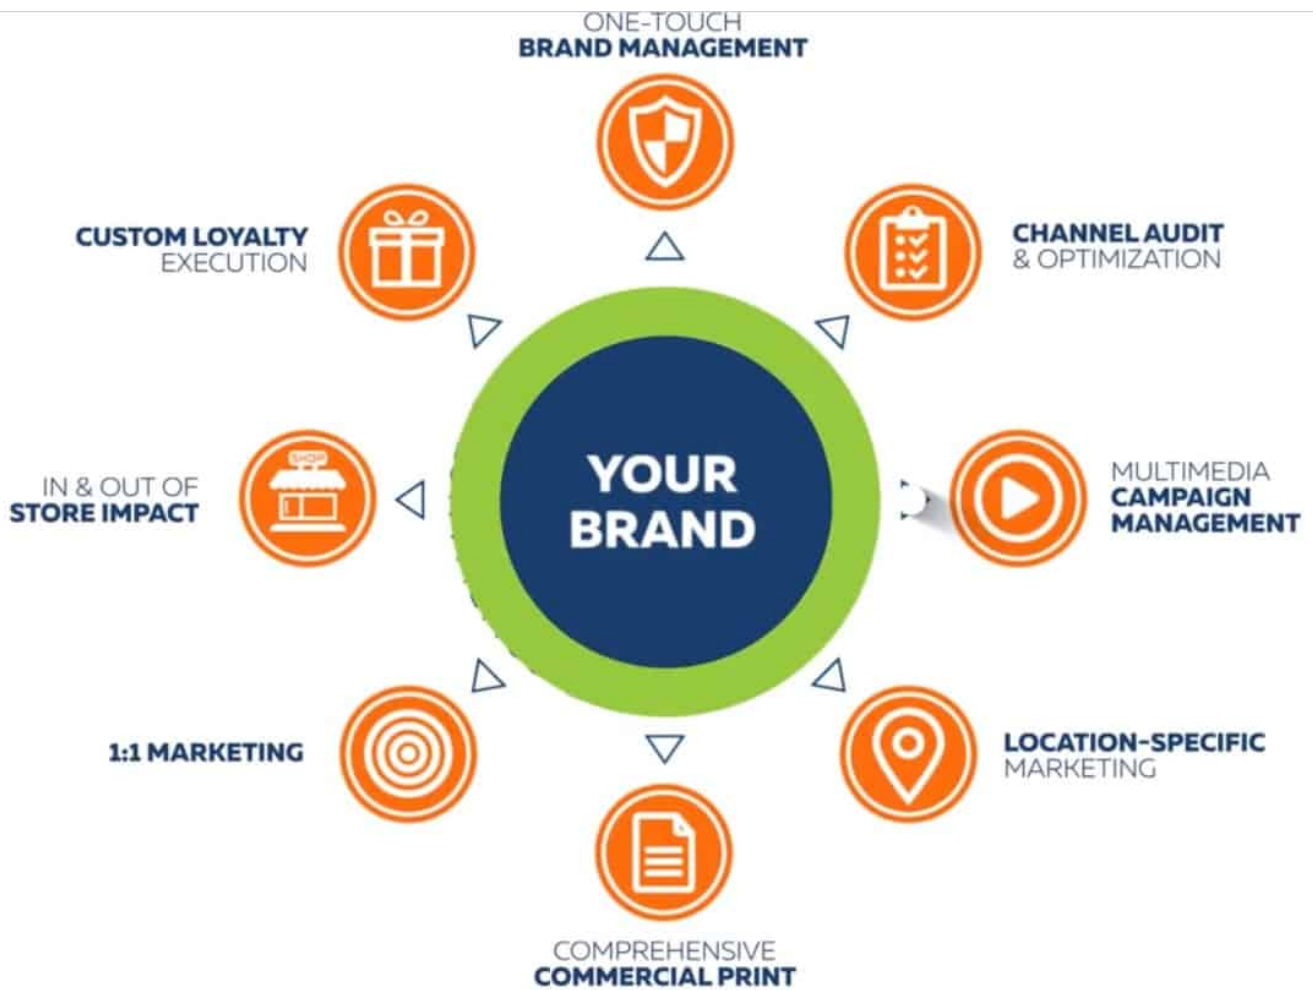 ONE-TOUCH
BRAND MANAGEMENT
CUSTOM LOYALTY
EXECUTION
CHANNEL AUDIT
& OPTIMIZATION
YOUR
BRAND
SHOP
IN & OUT OF
STORE IMPACT
MULTIMEDIA
CAMPAIGN
MANAGEMENT
1:1 MARKETING
LOCATION-SPECIFIC
MARKETING
COMPREHENSIVE
COMMERCIAL PRINT